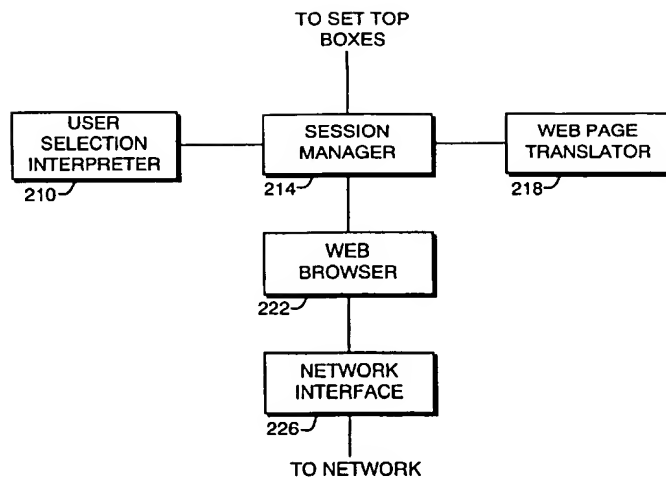 TO SET TOP
BOXES
USER
SELECTION
INTERPRETER
210
SESSION
MANAGER
214
WEB PAGE
TRANSLATOR
218
WEB
BROWSER
222
NETWORK
INTERFACE
226
TO NETWORK